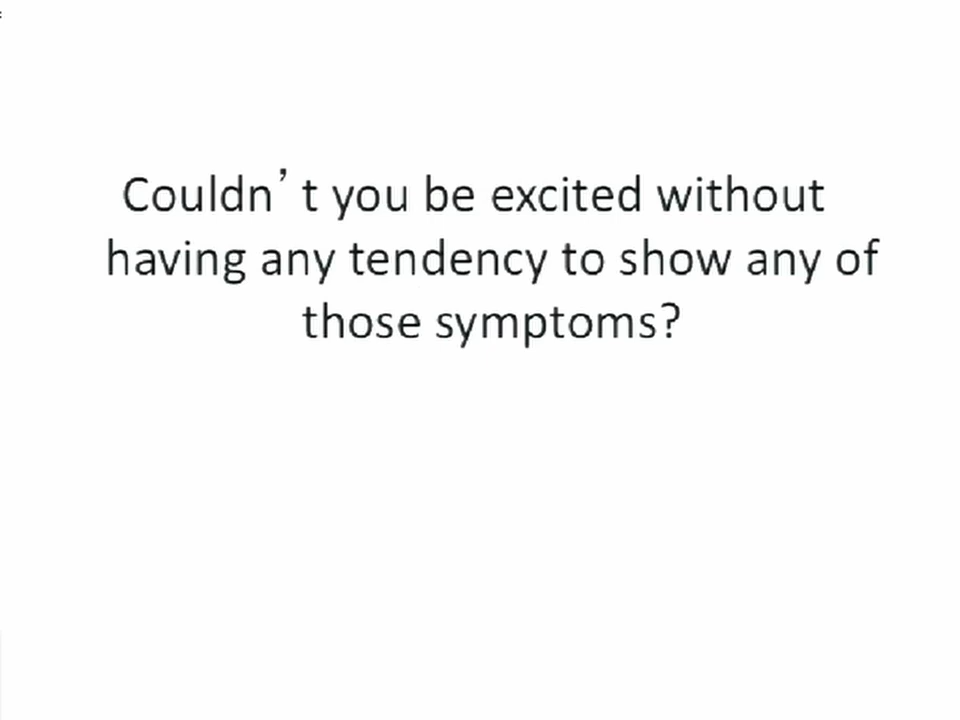 Couldn’t you be excited without
having any tendency to show any of
those symptoms?